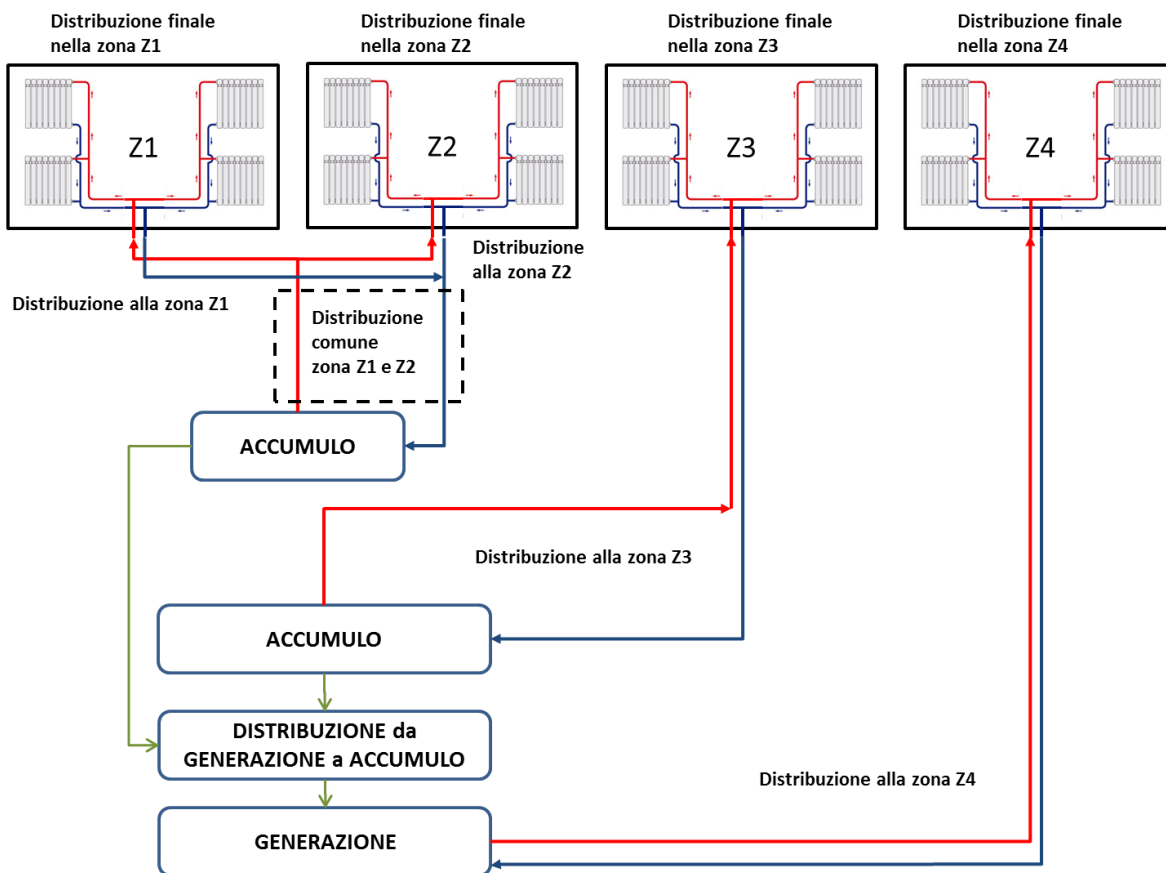 Distribuzione finale
nella zona Z1
Distribuzione finale
nella zona Z2
Distribuzione finale
nella zona Z3
Distribuzione finale
nella zona Z4
Z1
Z2
Z3
Z4
Distribuzione
alla zona Z2
Distribuzione alla zona Z1
Distribuzione
comune
zona Z1 e Z2
ACCUMULO
Distribuzione alla zona Z3
ACCUMULO
DISTRIBUZIONE da
GENERAZIONE a ACCUMULO
Distribuzione alla zona Z4
GENERAZIONE